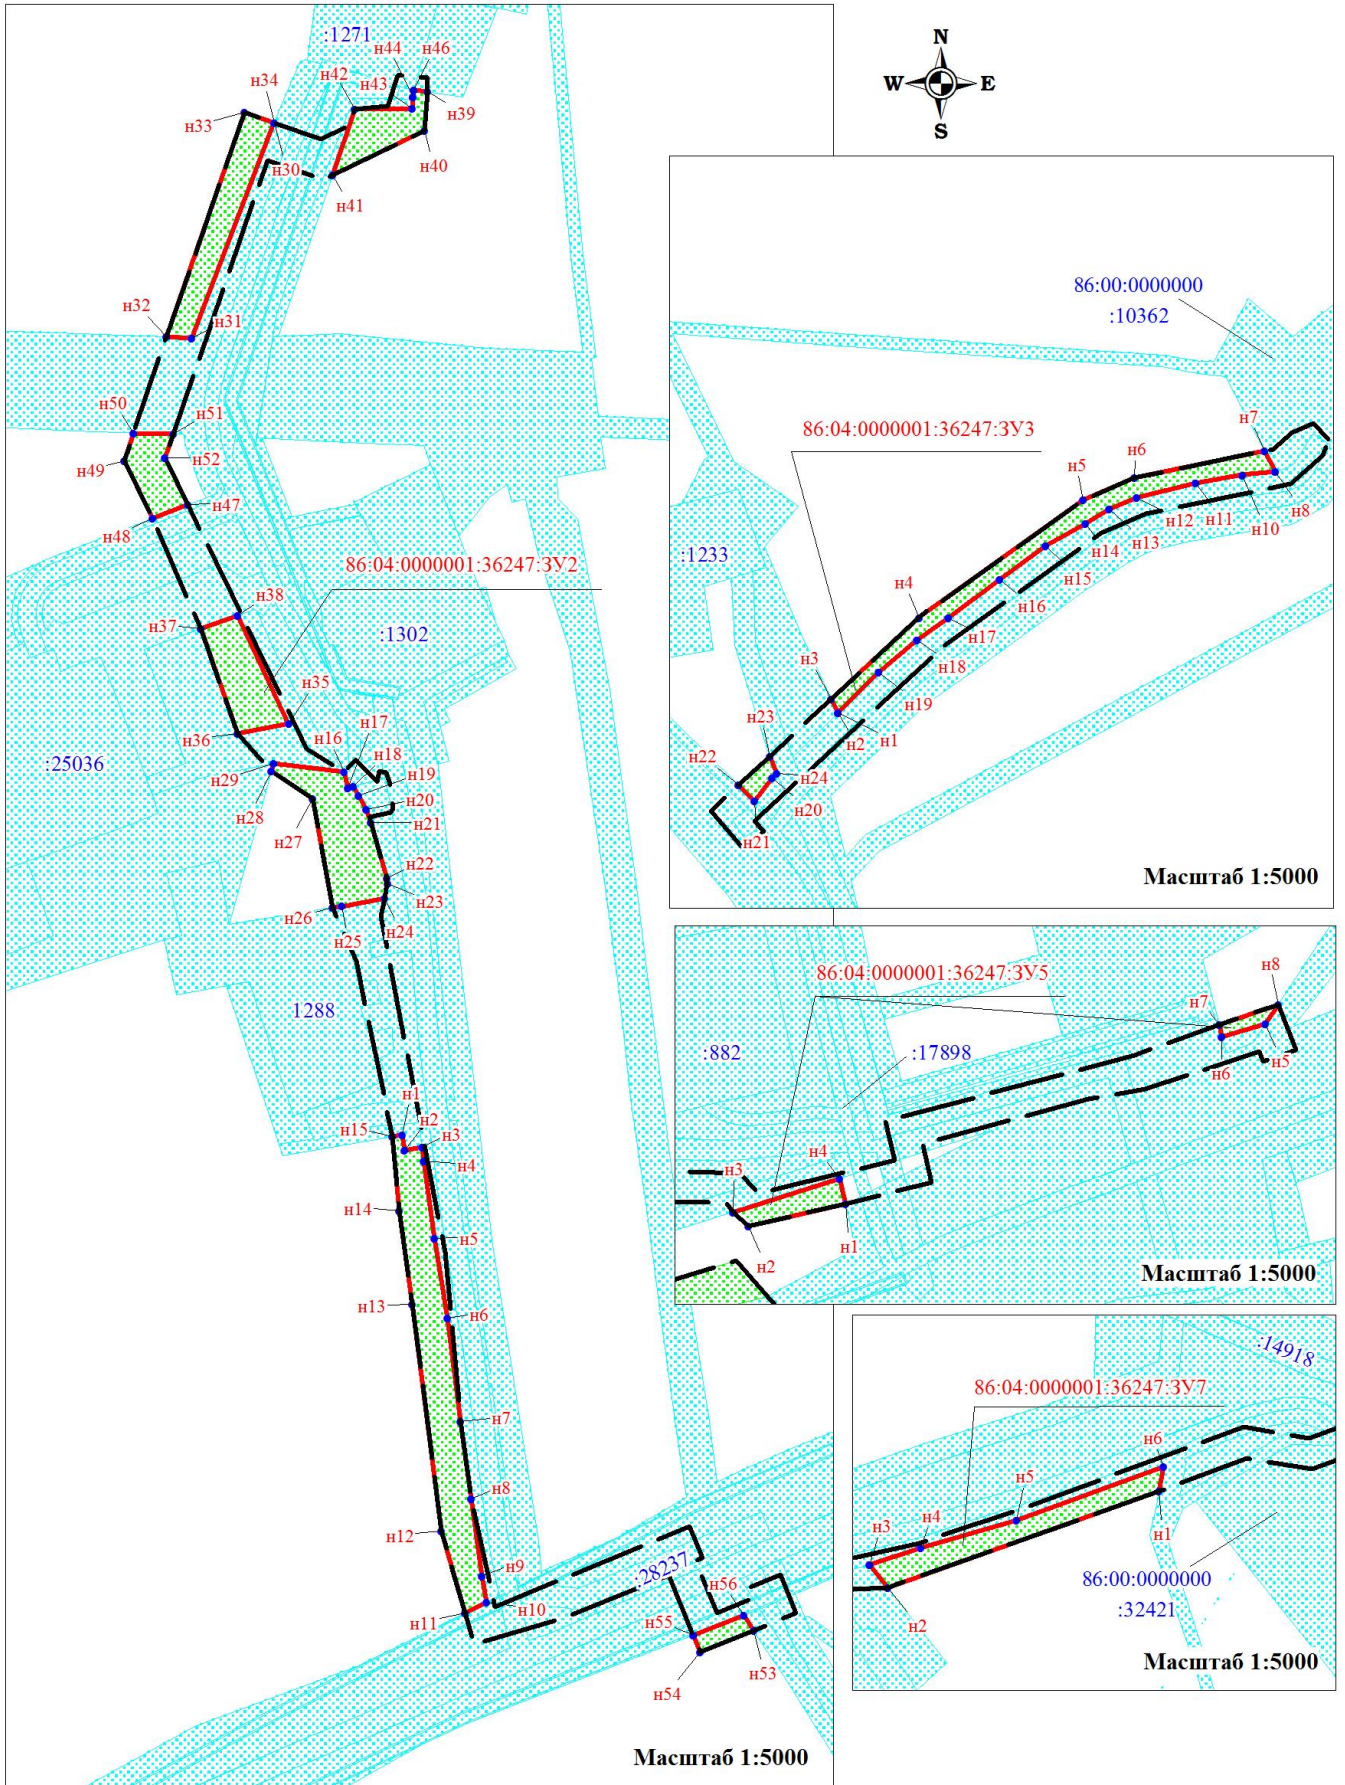 :1271
н44
н46
н42
н34
н43
н33
н39
н40
н30
н41
н32
н31
н50
н51
н49
н52
н47
н48
86:04:0000001:36247:ЗУ2
н38
н37
:1302
н35
н17
н36
н16
н18
:25036
н29
н19
н28
н20
н21
н27
н22
н23
н26
н25
н24
1288
н1
н2
н15
н3
н4
н14
н5
н13
н6
н7
н8
н12
н9
:28237
н56
н10
н11
н55
н53
н54
Масштаб 1:5000
N
W
E
S
86:00:0000000
:10362
86:04:0000001:36247:ЗУ3
н7
н6
н5
н8
н12
н11
н10
н13
н14
:1233
н15
н4
н16
н17
н18
н3
н19
н2
н1
н23
н22
н24
н20
н21
Масштаб 1:5000
86:04:0000001:36247:ЗУ5
н8
н7
:882
:17898
н5
н6
н4
н3
н1
н2
Масштаб 1:5000
:14918
86:04:0000001:36247:ЗУ7
н6
н5
н4
н3
н1
86:00:0000000
:32421
н2
Масштаб 1:5000